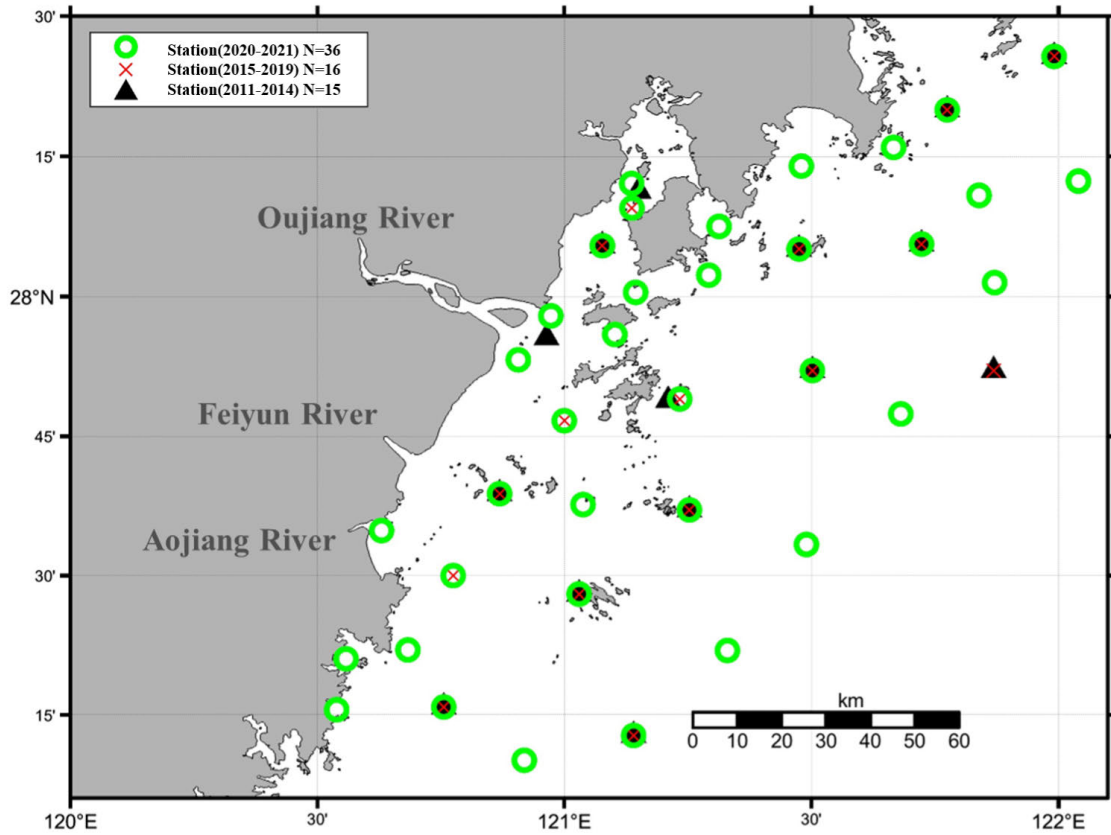 30'
Station(2020-2021) N=36
Station(2015-2019) N=16
Station(2011-2014) N=15
15'
Oujiang River
28°N
Feiyun River
45'
Aojiang River
30'
km
15'
0 10 20 30 40 50 60
120°E 30' 121°E 30' 122°E